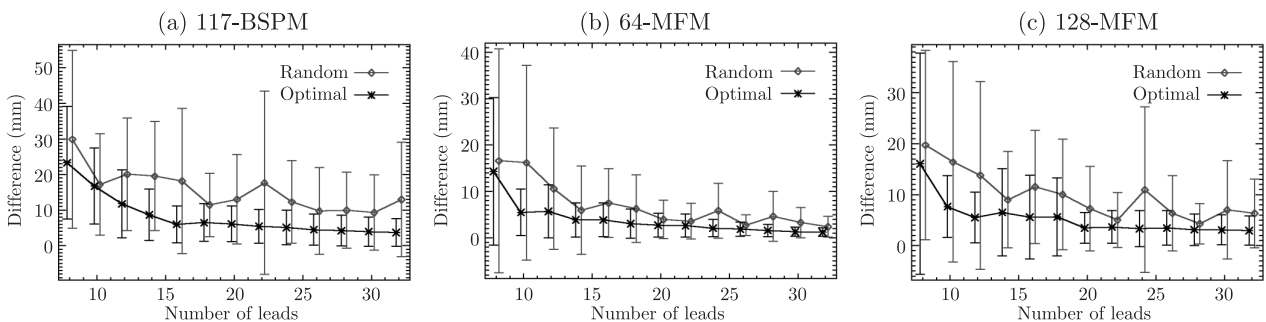 (a) 117-BSPM
Difference (mm)
50
40
30
20
10
0
Random
Optimal
10 15 20 25 30
Number of leads
(b) 64-MFM
Difference (mm)
40
30
20
10
0
Random
Optimal
10 15 20 25 30
Number of leads
(c) 128-MFM
Difference (mm)
40
30
20
10
0
Random
Optimal
10 15 20 25 30
Number of leads